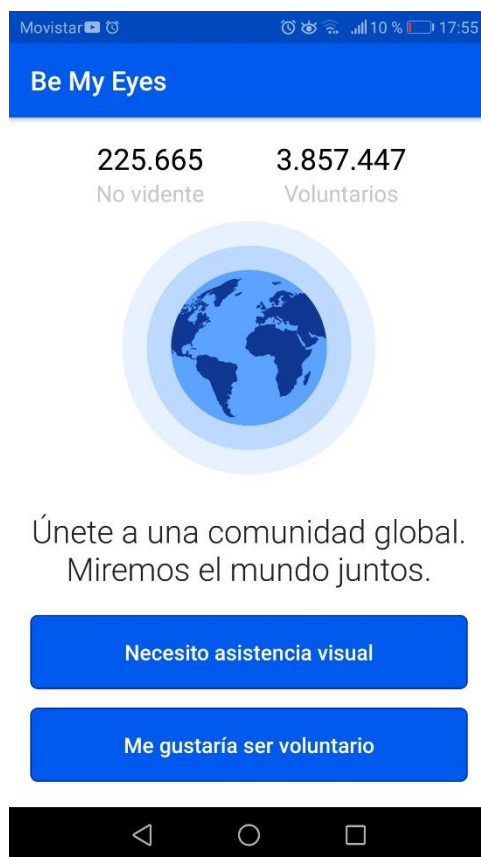 Movistar 10 % 17:55
Be My Eyes
225.665 3.857.447
No vidente Voluntarios
Únete a una comunidad global.
Miremos el mundo juntos.
Necesito asistencia visual
Me gustaría ser voluntario